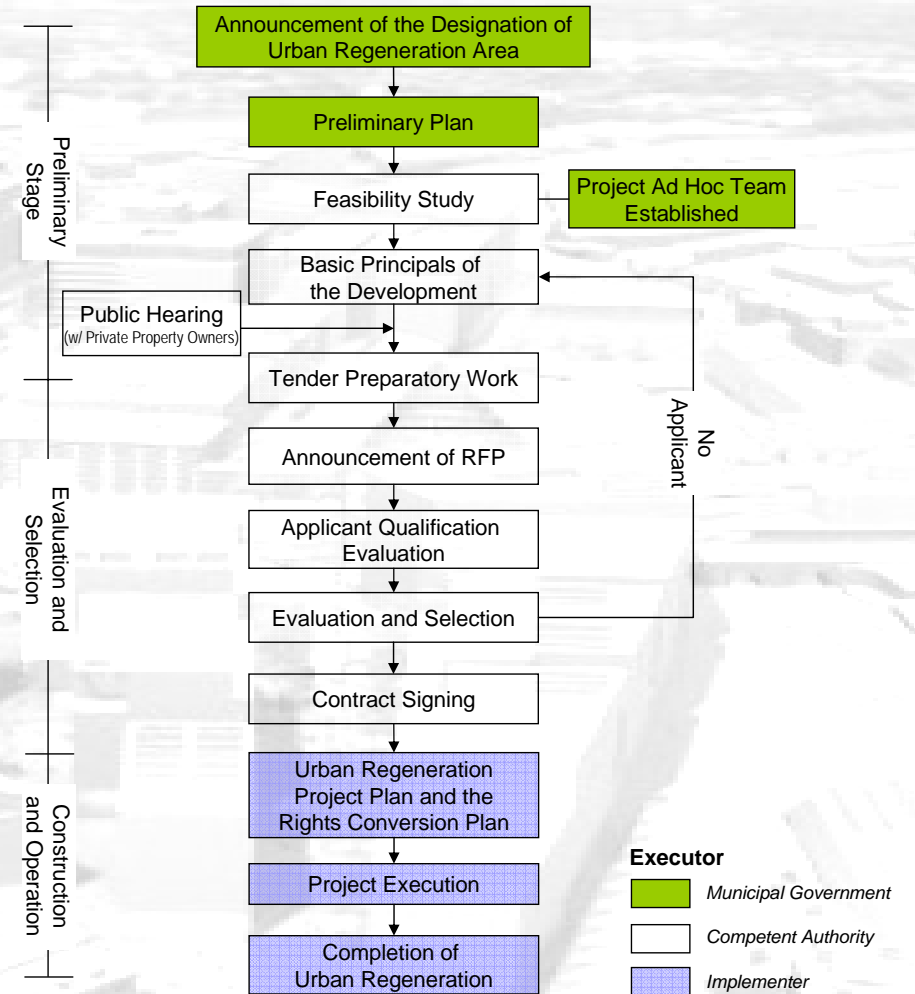 Announcement of the Designation of
Urban Regeneration Area
Preliminary Plan
Preliminary
Stage
Feasibility Study
Project Ad Hoc Team
Established
Basic Principals of
the Development
Public Hearing
(w/ Private Property Owners)
Tender Preparatory Work
No
Applicant
Announcement of RFP
Evaluation and
Selection
Applicant Qualification
Evaluation
Evaluation and Selection
Contract Signing
Construction
and Operation
Urban Regeneration
Project Plan and the
Rights Conversion Plan
Project Execution
Completion of
Urban Regeneration
Executor
Municipal Government
Competent Authority
Implementer